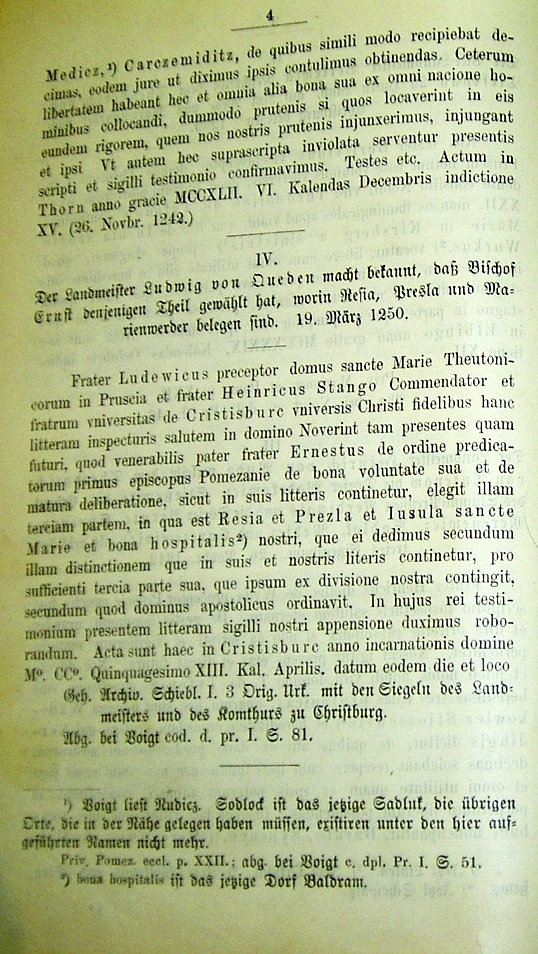 4
Medicz,¹) Carczemiditz, de quibus simili modo recipiebat de-
cimas, eodem jure ut diximus ipsis contulimus obtinendas. Ceterum
libertatem habeant hec et omnia alia bona sua ex omni nacione ho-
minibus collocandi, dummodo prutenis si quos locaverint in eis
eundem rigorem, quem nos nostris prutenis injunxerimus, injungant
et ipsi Vt autem hec suprascripta inviolata serventur presentis
scripti et sigilli testimonio confirmavimus. Testes etc. Actum in
Thorn anno gracie MCCXLII. VI. Kalendas Decembris indictione
XV. (26. Novbr. 1242.)
IV.
Der Landmeister Ludwig von Queden macht bekannt, daß Bischof
Ernst denjenigen Theil gewählt hat, worin Resia, Presla und Ma-
rienwerder belegen sind. 19. März 1250.
Frater Ludewicus preceptor domus sancte Marie Theutoni-
corum in Pruscia et frater Heinricus Stango Commendator et
fratrum vniversitas de Cristisburc vniversis Christi fidelibus hanc
litteram inspecturis salutem in domino Noverint tam presentes quam
futuri, quod venerabilis pater frater Ernestus de ordine predica-
torum primus episcopus Pomezanie de bona voluntate sua et de
matura deliberatione, sicut in suis litteris continetur, elegit illam
terciam partem, in qua est Resia et Prezla et Iusula sancte
Marie et bona hospitalis²) nostri, que ei dedimus secundum
illam distinctionem que in suis et nostris literis continetur, pro
sufficienti tercia parte sua, que ipsum ex divisione nostra contingit,
secundum quod dominus apostolicus ordinavit. In hujus rei testi-
monium presentem litteram sigilli nostri appensione duximus robo-
randum. Acta sunt haec in Cristisburc anno incarnationis domine
Mº. CCº. Quinquagesimo XIII. Kal. Aprilis. datum eodem die et loco
Geh. Archiv. Schiebl. I. 3 Orig. Urk. mit den Siegeln des Land-
meisters und des Komthurs zu Christburg.
Abg. bei Voigt cod. d. pr. I. S. 81.
¹) Voigt liest Rudicz. Sodlock ist das jetzige Sadluk, die übrigen
Orte, die in der Nähe gelegen haben müssen, existiren unter den hier auf-
geführten Namen nicht mehr.
Priv. Pomez. eccl. p. XXII.; abg. bei Voigt c. dpl. Pr. I. S. 51.
²) bona hospitalis ist das jetzige Dorf Baldram.